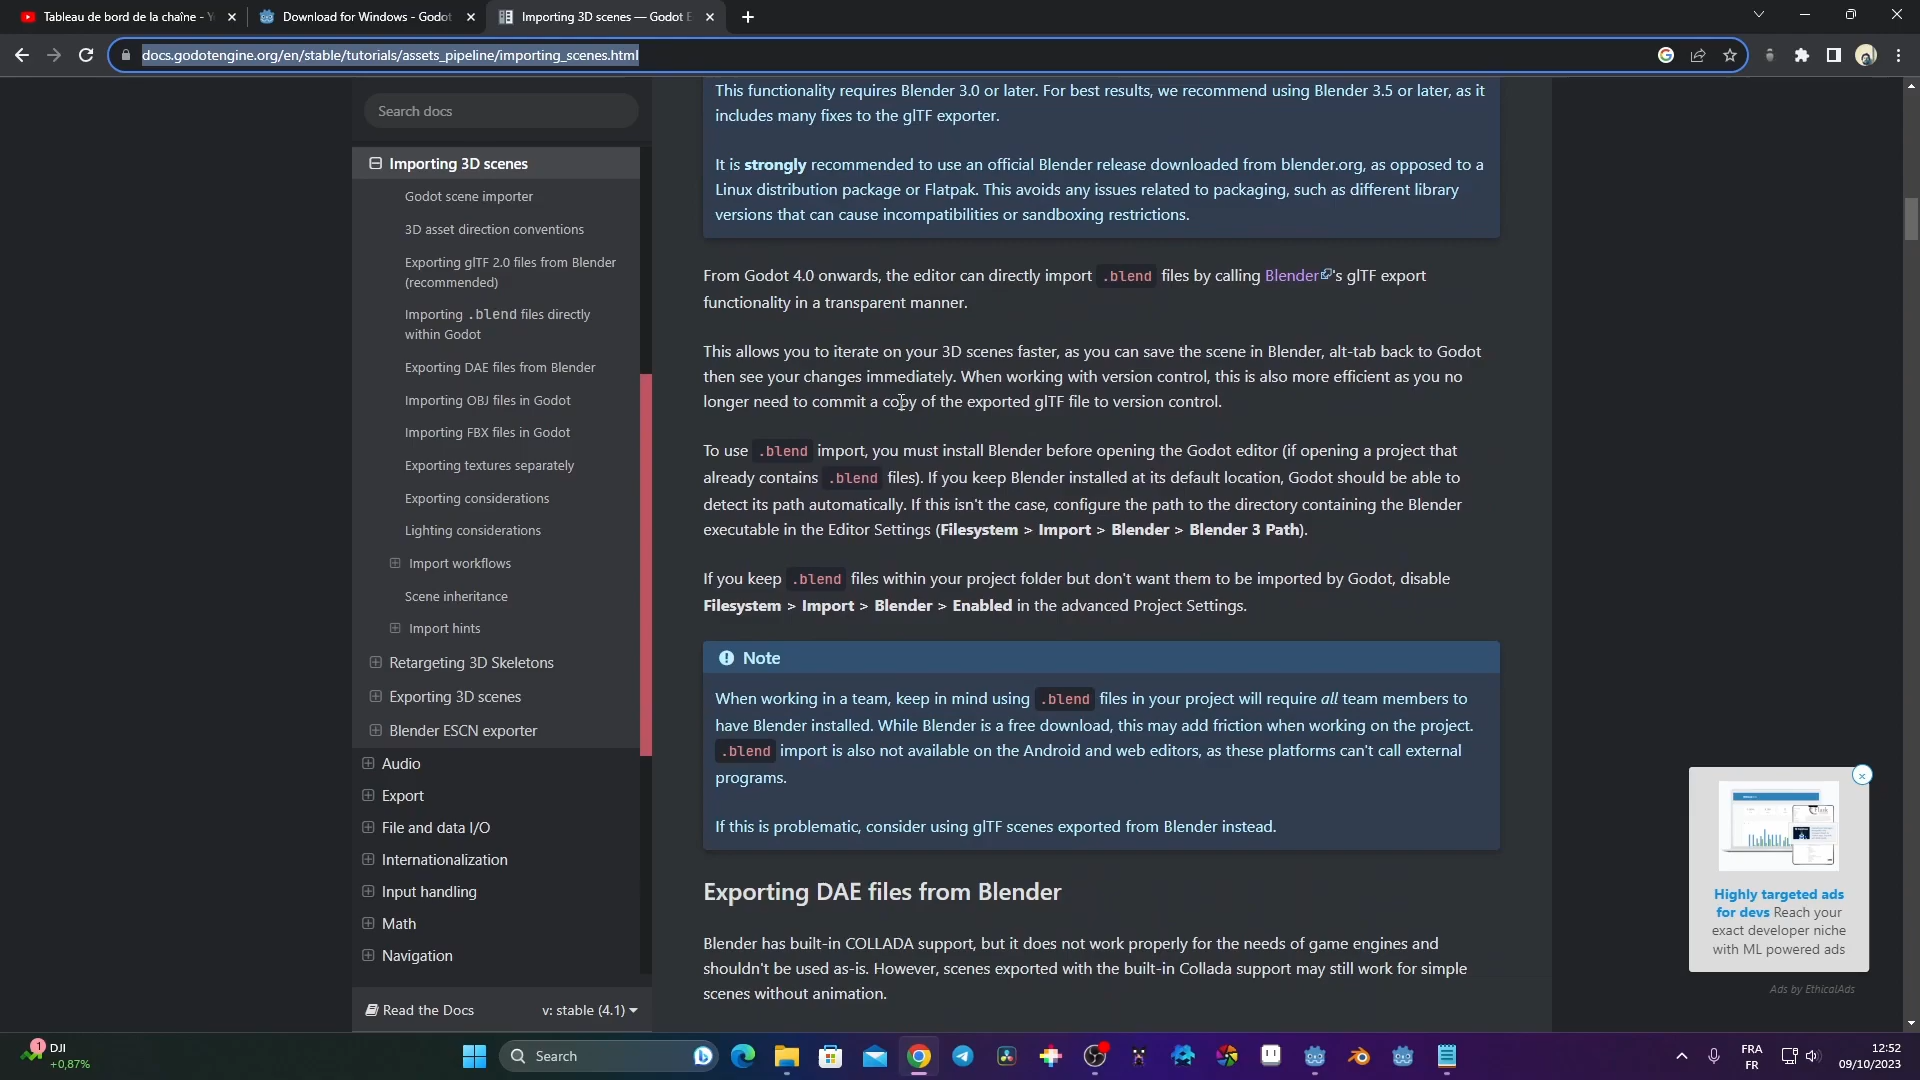 Tableau de bord de la chaîne -
Download for Windows - Godot
Importing 3D scenes — Godot E
docs.godotengine.org/en/stable/tutorials/assets_pipeline/importing_scenes.html
Search docs
Importing 3D scenes
Godot scene importer
3D asset direction conventions
Exporting glTF 2.0 files from Blender
(recommended)
Importing .blend files directly
within Godot
Exporting DAE files from Blender
Importing OBJ files in Godot
Importing FBX files in Godot
Exporting textures separately
Exporting considerations
Lighting considerations
Import workflows
Scene inheritance
Import hints
Retargeting 3D Skeletons
Exporting 3D scenes
Blender ESCN exporter
Audio
Export
File and data I/O
Internationalization
Input handling
Math
Navigation
Read the Docs
v: stable (4.1)
This functionality requires Blender 3.0 or later. For best results, we recommend using Blender 3.5 or later, as it
includes many fixes to the glTF exporter.
It is strongly recommended to use an official Blender release downloaded from blender.org, as opposed to a
Linux distribution package or Flatpak. This avoids any issues related to packaging, such as different library
versions that can cause incompatibilities or sandboxing restrictions.
From Godot 4.0 onwards, the editor can directly import .blend files by calling Blender's glTF export
functionality in a transparent manner.
This allows you to iterate on your 3D scenes faster, as you can save the scene in Blender, alt-tab back to Godot
then see your changes immediately. When working with version control, this is also more efficient as you no
longer need to commit a copy of the exported glTF file to version control.
To use .blend import, you must install Blender before opening the Godot editor (if opening a project that
already contains .blend files). If you keep Blender installed at its default location, Godot should be able to
detect its path automatically. If this isn't the case, configure the path to the directory containing the Blender
executable in the Editor Settings (Filesystem > Import > Blender > Blender 3 Path).
If you keep .blend files within your project folder but don't want them to be imported by Godot, disable
Filesystem > Import > Blender > Enabled in the advanced Project Settings.
Note
When working in a team, keep in mind using .blend files in your project will require all team members to
have Blender installed. While Blender is a free download, this may add friction when working on the project.
.blend import is also not available on the Android and web editors, as these platforms can't call external
programs.
If this is problematic, consider using glTF scenes exported from Blender instead.
Exporting DAE files from Blender
Blender has built-in COLLADA support, but it does not work properly for the needs of game engines and
shouldn't be used as-is. However, scenes exported with the built-in Collada support may still work for simple
scenes without animation.
Highly targeted ads
for devs Reach your
exact developer niche
with ML powered ads
Ads by EthicalAds
1
DJI
+0,87%
Search
FRA
FR
12:52
09/10/2023